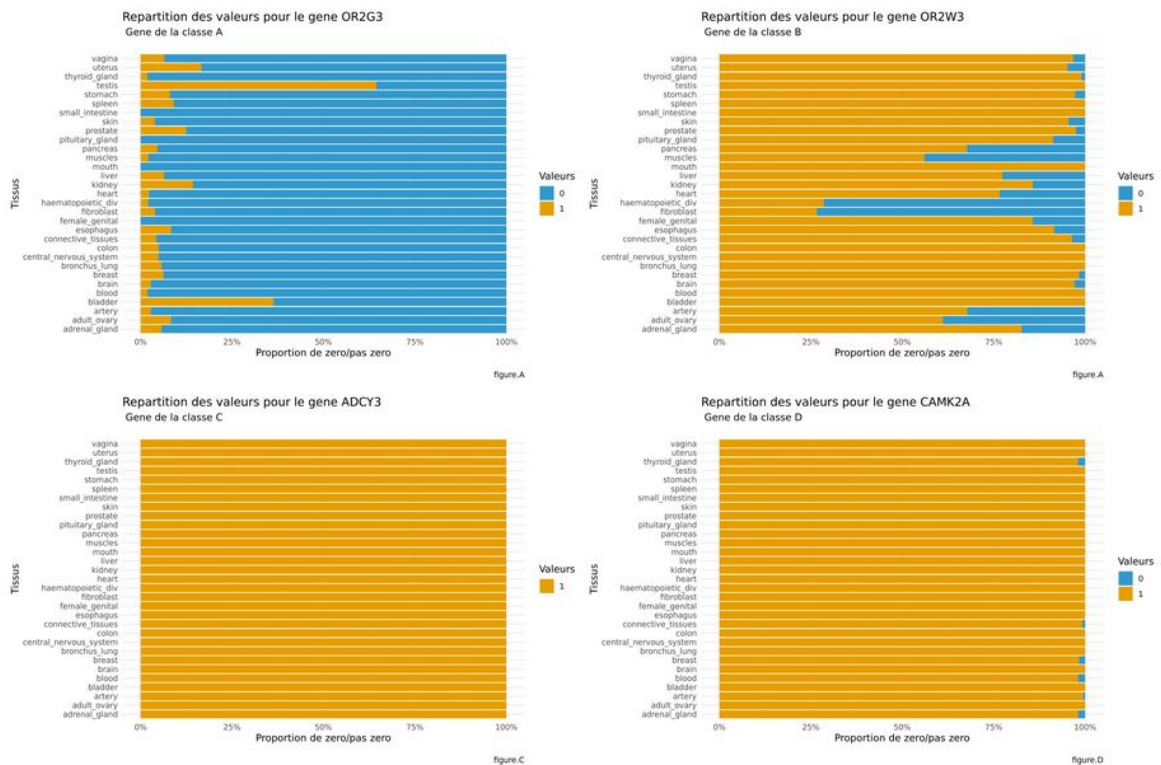 Repartition des valeurs pour le gene OR2G3
Gene de la classe A
vagina
uterus
thyroid_gland
testis
stomach
spleen
small_intestine
skin
prostate
pituitary_gland
pancreas
muscles
mouth
liver
kidney
heart
haematopoietic_div
fibroblast
female_genital
esophagus
connective_tissues
colon
central_nervous_system
bronchus_lung
breast
brain
blood
bladder
artery
adult_ovary
adrenal_gland
Tissus
0% 25% 50% 75% 100%
Proportion de zero/pas zero
Valeurs
0
1
figure.A
Repartition des valeurs pour le gene OR2W3
Gene de la classe B
vagina
uterus
thyroid_gland
testis
stomach
spleen
small_intestine
skin
prostate
pituitary_gland
pancreas
muscles
mouth
liver
kidney
heart
haematopoietic_div
fibroblast
female_genital
esophagus
connective_tissues
colon
central_nervous_system
bronchus_lung
breast
brain
blood
bladder
artery
adult_ovary
adrenal_gland
Tissus
0% 25% 50% 75% 100%
Proportion de zero/pas zero
Valeurs
0
1
figure.A
Repartition des valeurs pour le gene ADCY3
Gene de la classe C
vagina
uterus
thyroid_gland
testis
stomach
spleen
small_intestine
skin
prostate
pituitary_gland
pancreas
muscles
mouth
liver
kidney
heart
haematopoietic_div
fibroblast
female_genital
esophagus
connective_tissues
colon
central_nervous_system
bronchus_lung
breast
brain
blood
bladder
artery
adult_ovary
adrenal_gland
Tissus
0% 25% 50% 75% 100%
Proportion de zero/pas zero
Valeurs
1
figure.C
Repartition des valeurs pour le gene CAMK2A
Gene de la classe D
vagina
uterus
thyroid_gland
testis
stomach
spleen
small_intestine
skin
prostate
pituitary_gland
pancreas
muscles
mouth
liver
kidney
heart
haematopoietic_div
fibroblast
female_genital
esophagus
connective_tissues
colon
central_nervous_system
bronchus_lung
breast
brain
blood
bladder
artery
adult_ovary
adrenal_gland
Tissus
0% 25% 50% 75% 100%
Proportion de zero/pas zero
Valeurs
0
1
figure.D